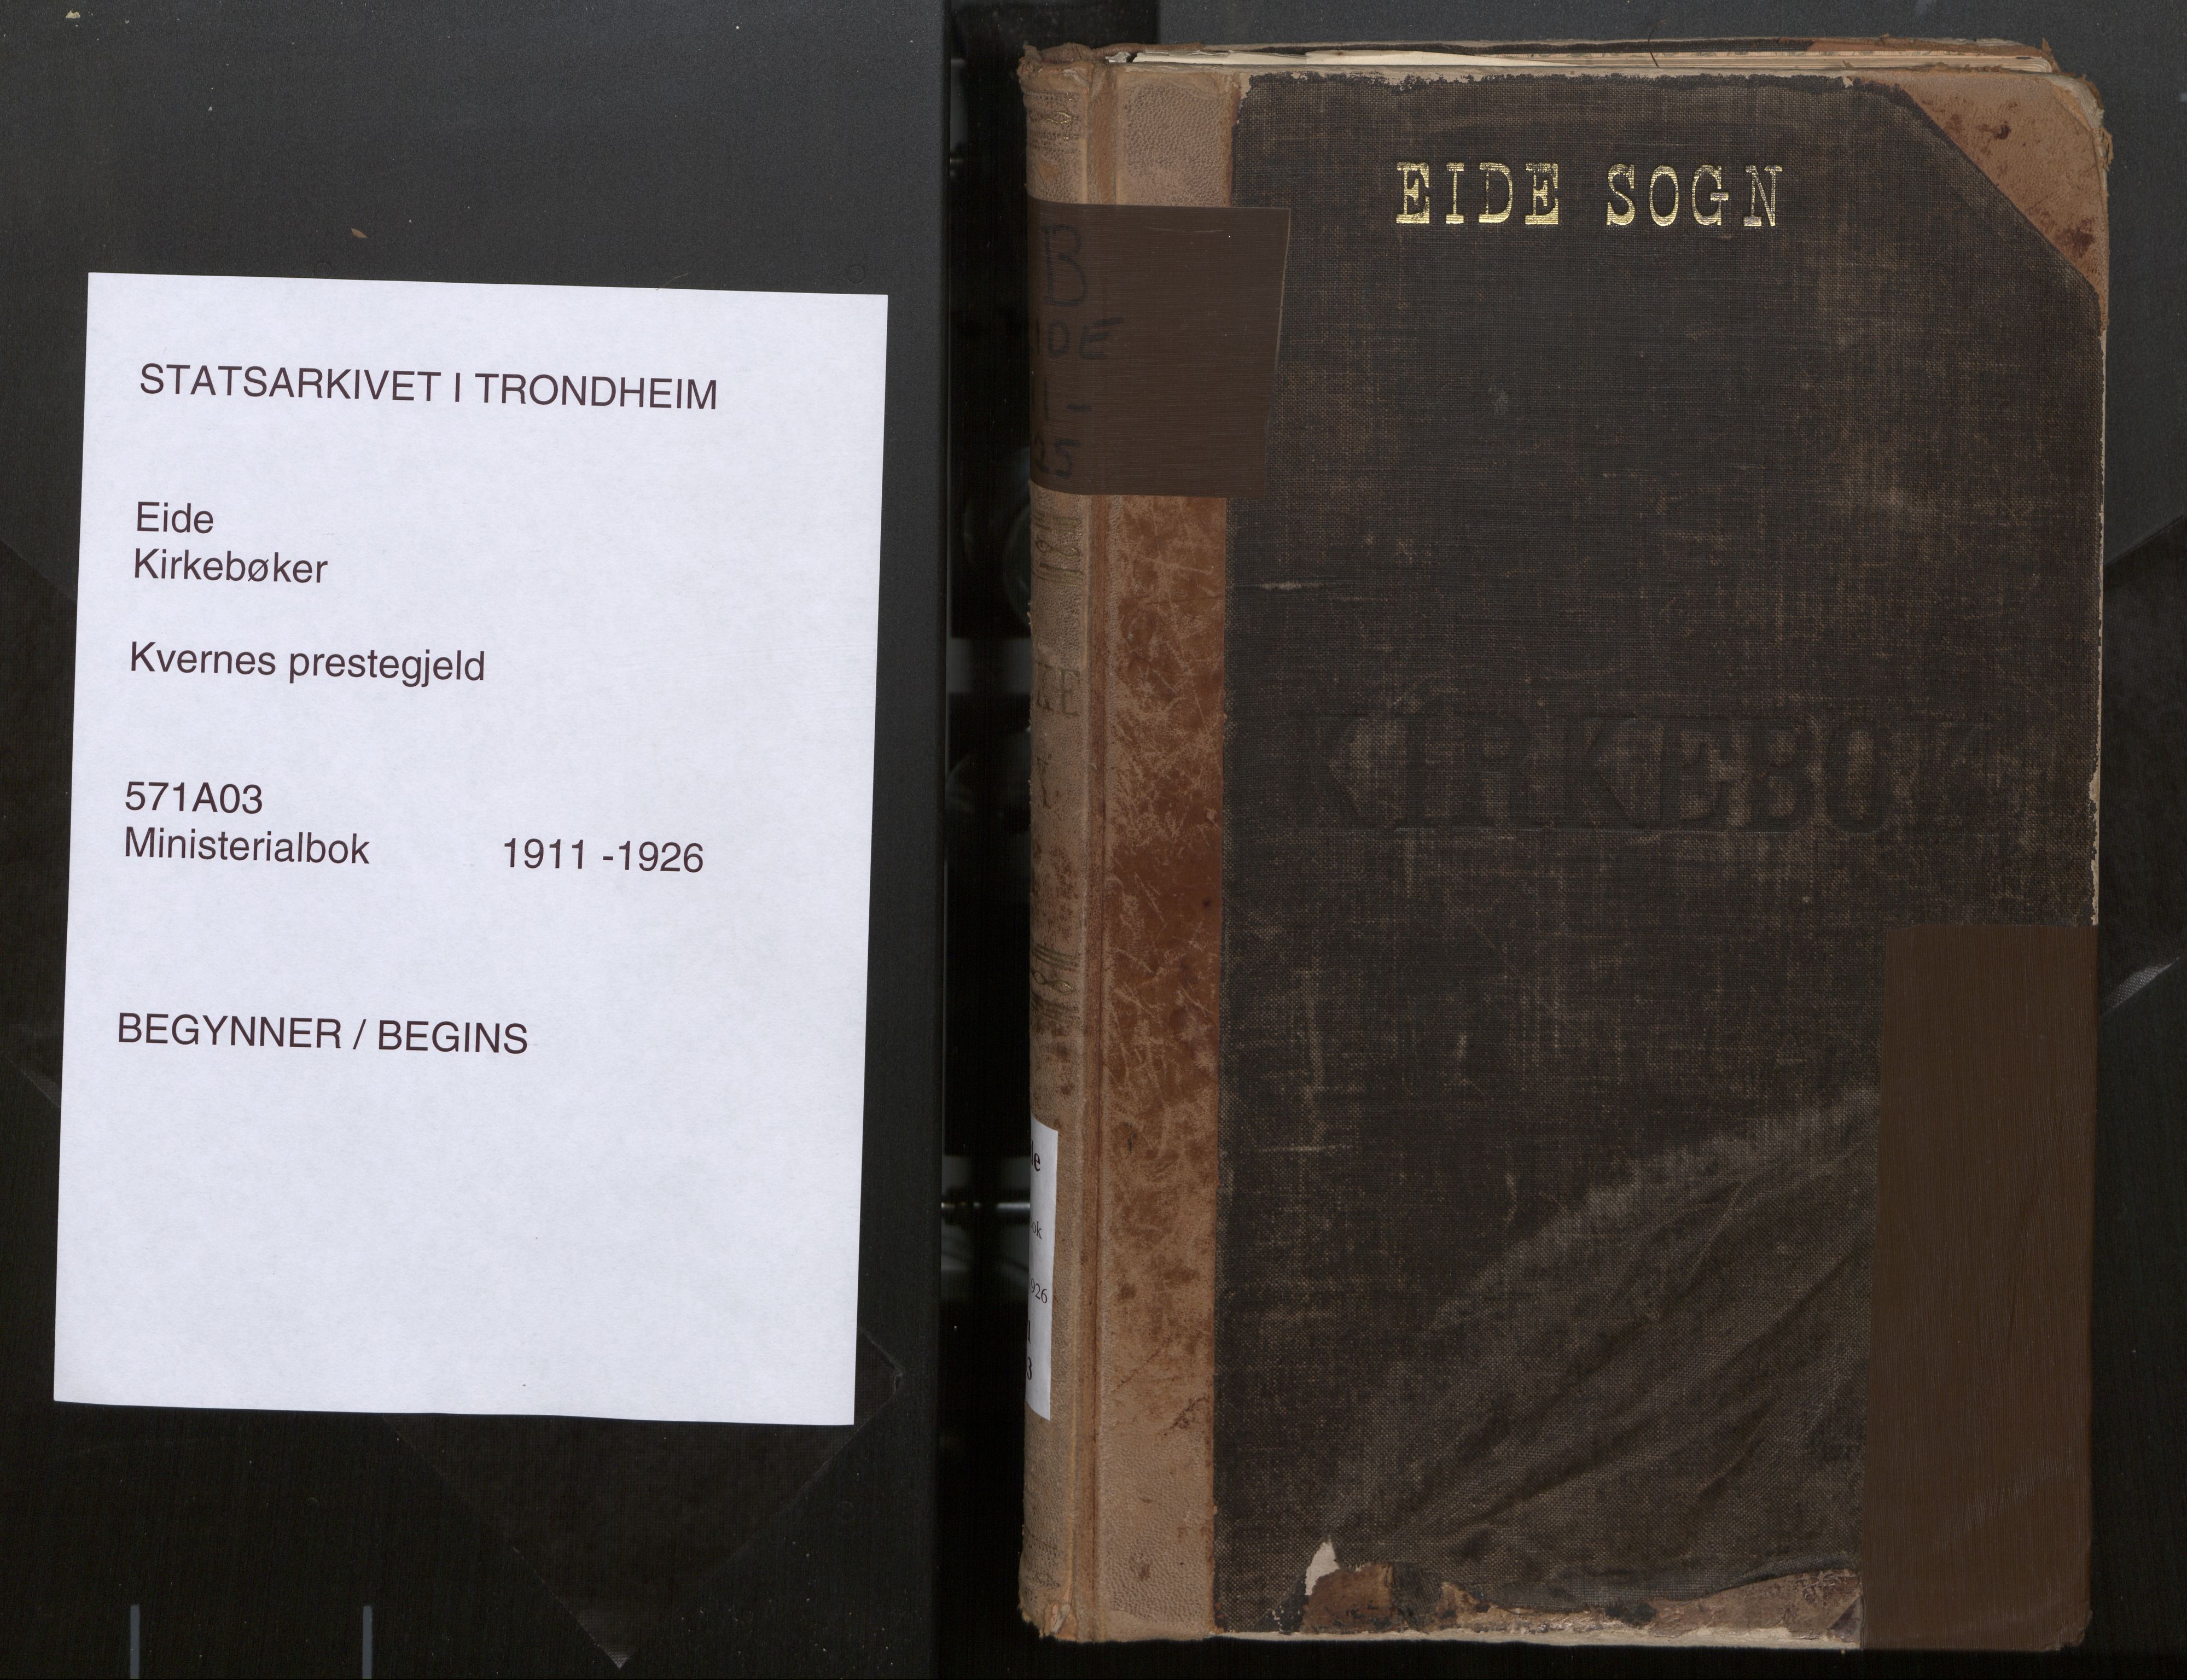 STATSARKIVET I TRONDHEIM
Eide
Kirkebøker
Kvernes prestegjeld
571A03
Ministerialbok 1911 -1926
BEGYNNER / BEGINS
EIDE SOGN
KIRKEBOK